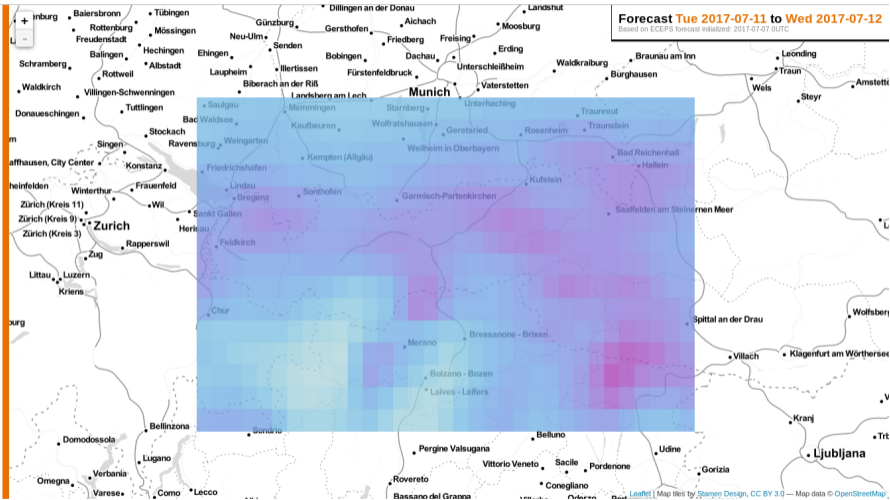 +
−
Forecast Tue 2017-07-11 to Wed 2017-07-12
Based on ECEPS forecast initialized: 2017-07-07 0UTC
Baiersbronn
Tübingen
Dillingen an der Donau
Landshut
Rottenburg
Mössingen
Günzburg
Gersthofen
Aichach
Moosburg
Freudenstadt
Neu-Ulm
Senden
Friedberg
Freising
Hechingen
Balingen
Ehingen
Bobingen
Dachau
Erding
Braunau am Inn
Leonding
Schramberg
Albstadt
Laupheim
Illertissen
Fürstenfeldbruck
Unterschleißheim
Waldkraiburg
Traun
Rottweil
Burghausen
Waldkirch
Villingen-Schwenningen
Biberach an der Riß
Munich
Vaterstetten
Wels
Amstette
Landsberg am Lech
Steyr
Donaueschingen
Tuttlingen
Saulgau
Memmingen
Starnberg
Unterhaching
Traunreut
Bad Waldsee
Kaufbeuren
Wolfratshausen
Geretsried
Rosenheim
Traunstein
Stockach
Ravensburg
Weingarten
Weilheim in Oberbayern
Singen
Kempten (Allgäu)
Bad Reichenhall
affhausen, City Center
Konstanz
Friedrichshafen
Hallein
heinfelden
Winterthur
Frauenfeld
Lindau
Sonthofen
Kufstein
Bregenz
Garmisch-Partenkirchen
Zürich (Kreis 11)
Wil
Sankt Gallen
Saalfelden am Steinernen Meer
Zürich (Kreis 9)
Zurich
Herisau
Zürich (Kreis 3)
Rapperswil
Feldkirch
Zug
Littau
Luzern
Kriens
Chur
burg
Spittal an der Drau
Wolfsberg
Bressanone - Brixen
Merano
Villach
Klagenfurt am Wörthersee
Bolzano - Bozen
Laives - Leifers
Kranj
Bellinzona
Sondrio
Domodossola
Belluno
Pergine Valsugana
Udine
Ljubljana
Lugano
Vittorio Veneto
Sacile
Pordenone
Gorizia
Verbania
Omegna
Rovereto
Conegliano
Varese
Como
Lecco
Bassano del Grappa
Leaflet | Map tiles by Stamen Design, CC BY 3.0 — Map data © OpenStreetMap